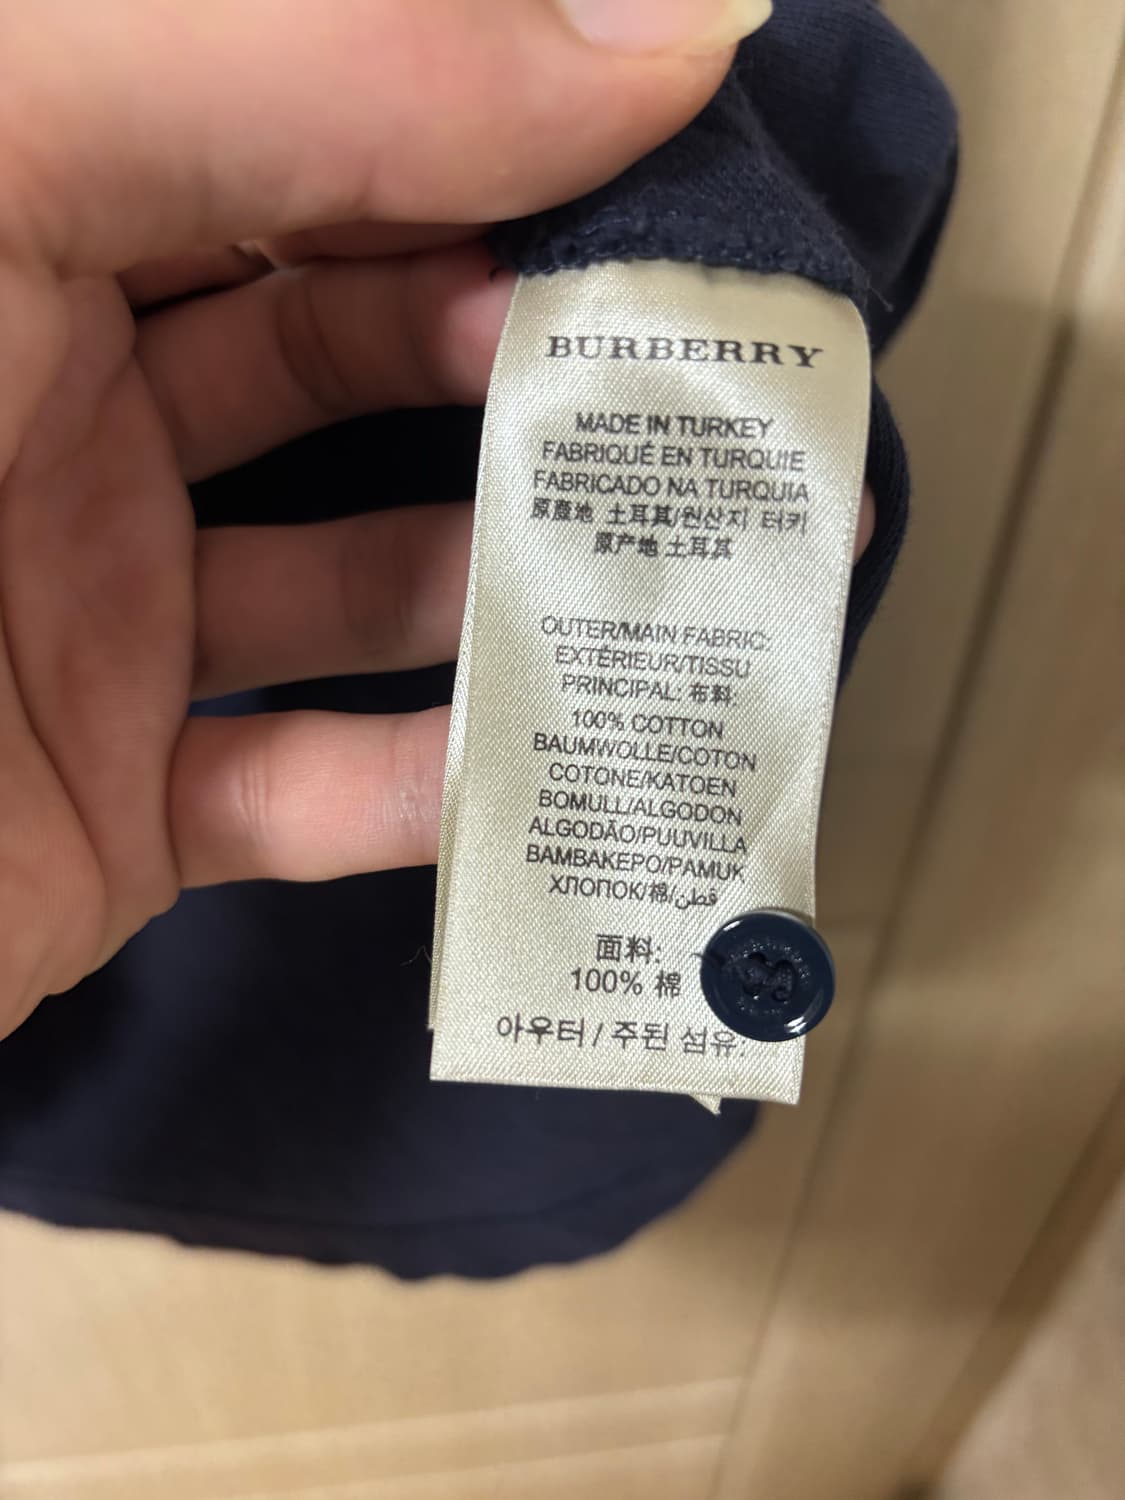 BURBERRY
MADE IN TURKEY
FABRIQUÉ EN TURQUIE
FABRICADO NA TURQUIA
原產地 土耳其/원산지 터키
原产地 土耳其
OUTER/MAIN FABRIC:
EXTÉRIEUR/TISSU
PRINCIPAL: 布料:
100% COTTON
BAUMWOLLE/COTON
COTONE/KATOEN
BOMULL/ALGODON
ALGODÃO/PUUVILLA
ΒΑΜΒΑΚΕΡΟ/PAMUK
ХЛОПОК/棉/قطن
面料:
100% 棉
아우터 / 주된 섬유: